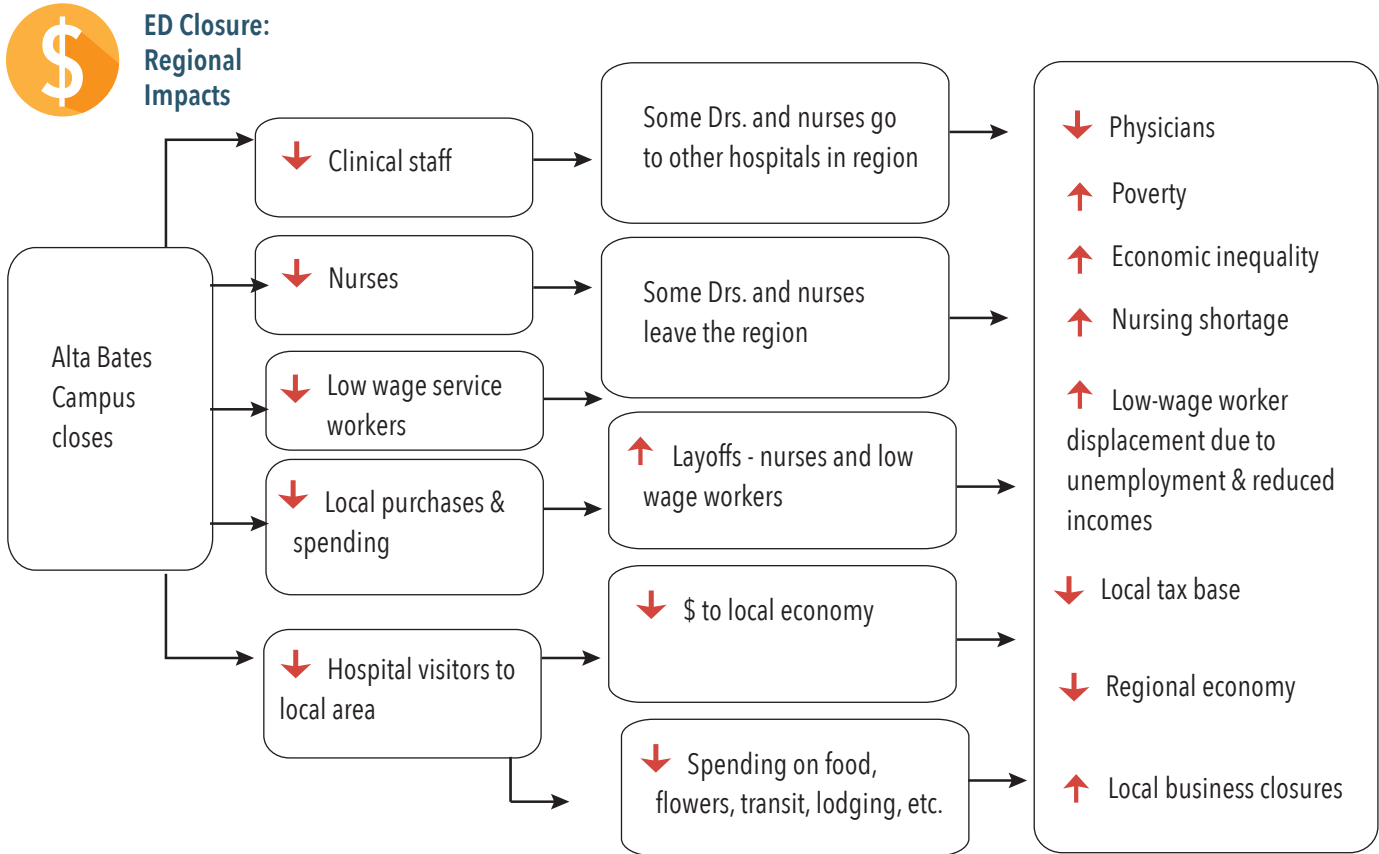 $
ED Closure:
Regional
Impacts
Alta Bates
Campus
closes
Clinical staff
Nurses
Low wage service
workers
Local purchases &
spending
Hospital visitors to
local area
Some Drs. and nurses go
to other hospitals in region
Some Drs. and nurses
leave the region
Layoffs - nurses and low
wage workers
$ to local economy
Spending on food,
flowers, transit, lodging, etc.
Physicians
Poverty
Economic inequality
Nursing shortage
Low-wage worker
displacement due to
unemployment & reduced
incomes
Local tax base
Regional economy
Local business closures